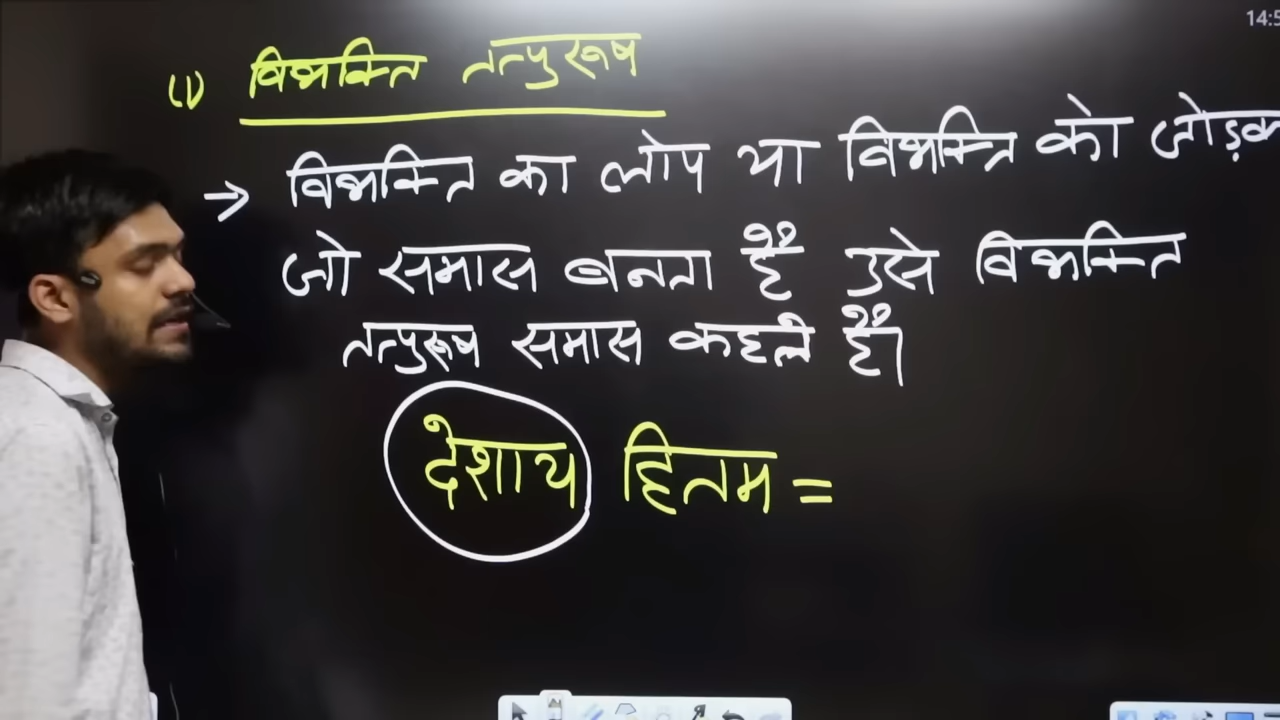 14:5
(1) विभक्ति तत्पुरूष
→ विभक्ति का लोप या विभक्ति को जोड़क
जो समास बनता है उसे विभक्ति
तत्पुरूष समास कहते हैं।
देशाय हितम =